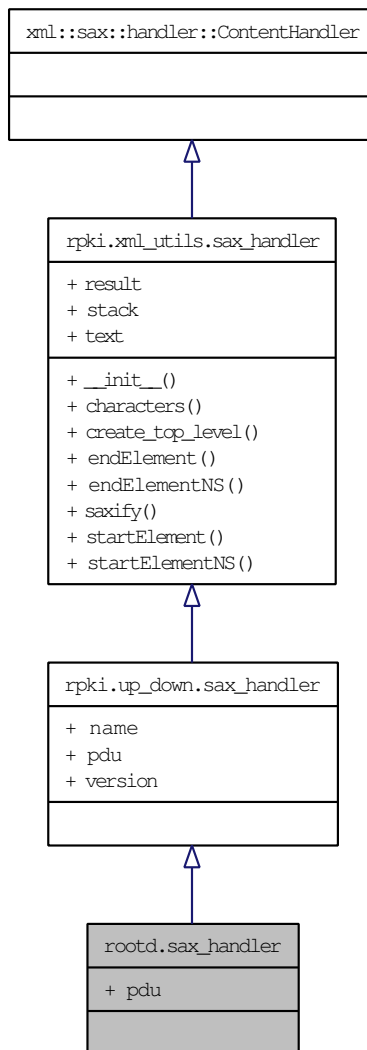 xml::sax::handler::ContentHandler
rpki.xml_utils.sax_handler
+ result
+ stack
+ text
+ __init__()
+ characters()
+ create_top_level()
+ endElement()
+ endElementNS()
+ saxify()
+ startElement()
+ startElementNS()
rpki.up_down.sax_handler
+ name
+ pdu
+ version
rootd.sax_handler
+ pdu